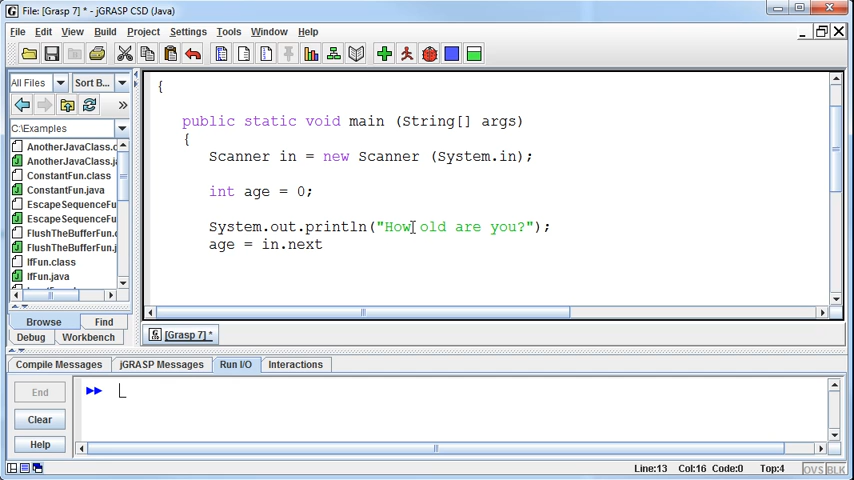 File: [Grasp 7] * - jGRASP CSD (Java)
File Edit View Build Project Settings Tools Window Help
All Files Sort B...
C:\Examples
AnotherJavaClass.c
AnotherJavaClass.ja
ConstantFun.class
ConstantFun.java
EscapeSequenceFu
EscapeSequenceFu
FlushTheBufferFun.
FlushTheBufferFun.j
IfFun.class
IfFun.java
Browse Find
Debug Workbench
{
public static void main (String[] args)
{
Scanner in = new Scanner (System.in);
int age = 0;
System.out.println("How old are you?");
age = in.next
[Grasp 7] *
Compile Messages jGRASP Messages Run I/O Interactions
End
Clear
Help
Line:13 Col:16 Code:0 Top:4 OVS BLK